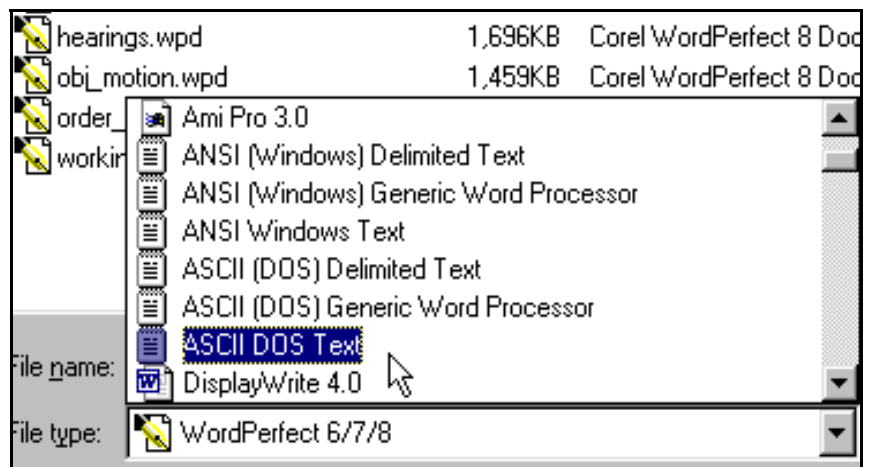 hearings.wpd 1,696KB Corel WordPerfect 8 Doc
obj_motion.wpd 1,459KB Corel WordPerfect 8 Doc
order_
workin
Ami Pro 3.0
ANSI (Windows) Delimited Text
ANSI (Windows) Generic Word Processor
ANSI Windows Text
ASCII (DOS) Delimited Text
ASCII (DOS) Generic Word Processor
ASCII DOS Text
DisplayWrite 4.0
File name:
File type: WordPerfect 6/7/8